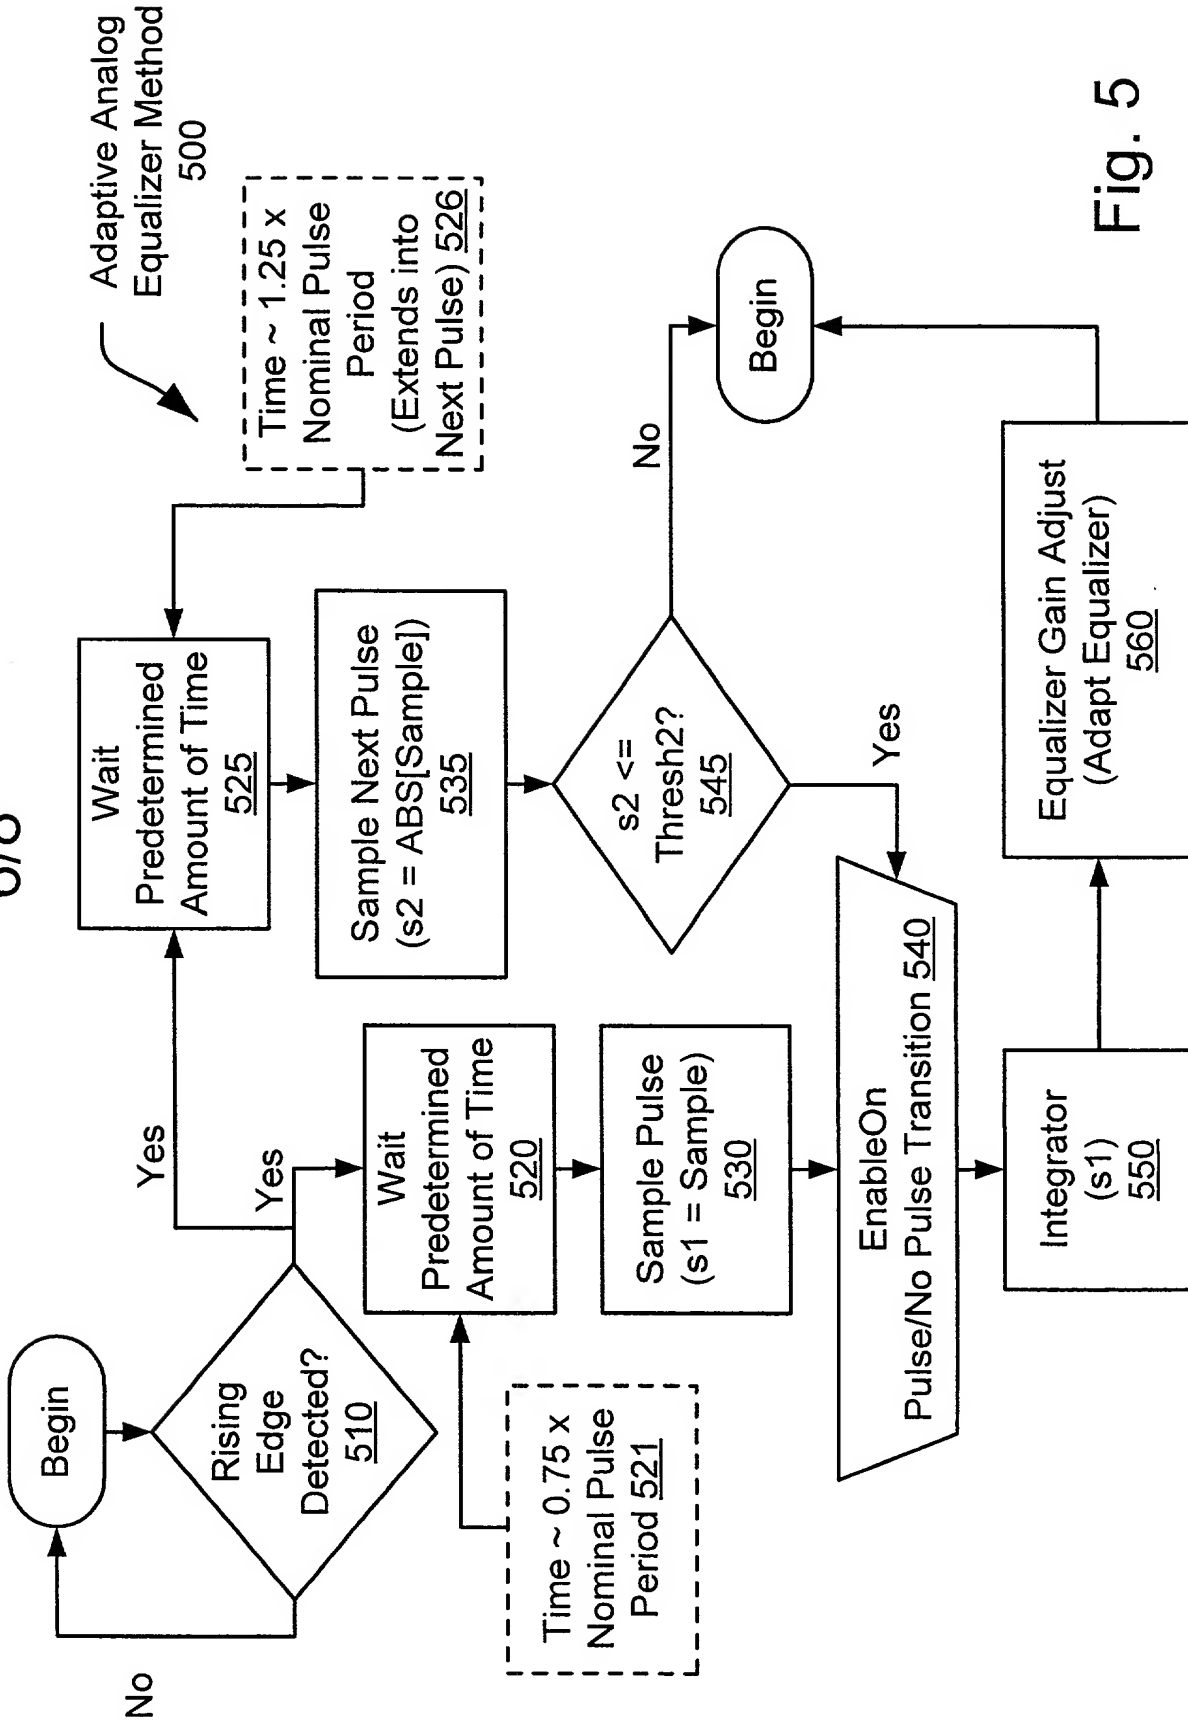 Adaptive Analog
Equalizer Method
500
Begin
No
Rising
Edge
Detected?
510
Yes
Yes
Wait
Predetermined
Amount of Time
525
Time ~ 1.25 x
Nominal Pulse
Period
(Extends into
Next Pulse) 526
Time ~ 0.75 x
Nominal Pulse
Period 521
Wait
Predetermined
Amount of Time
520
Sample Next Pulse
(s2 = ABS[Sample])
535
Sample Pulse
(s1 = Sample)
530
s2 <=
Thresh2?
545
No
Begin
Yes
EnableOn
Pulse/No Pulse Transition 540
Integrator
(s1)
550
Equalizer Gain Adjust
(Adapt Equalizer)
560
Fig. 5